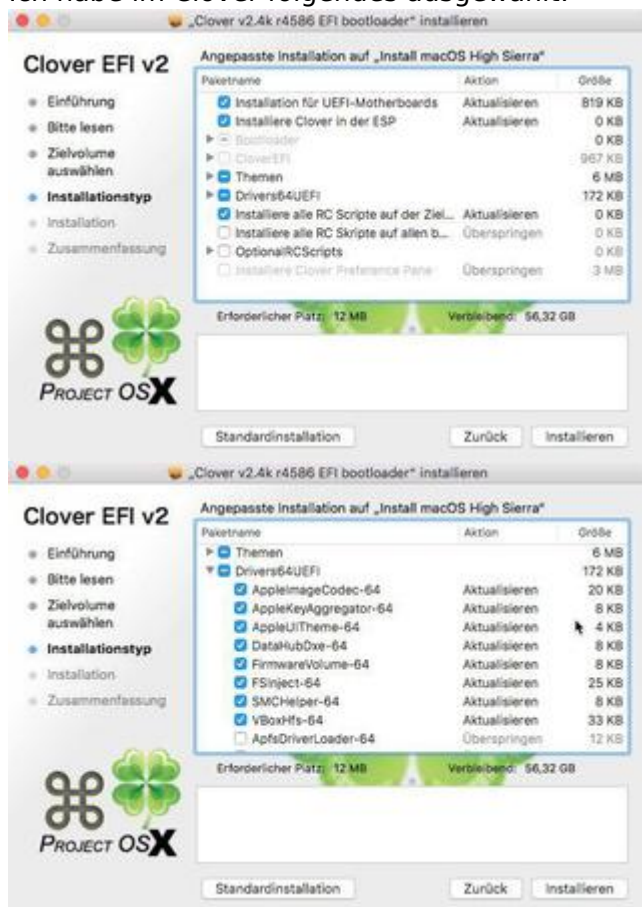 Ich habe im Clover folgendes ausgewählt:
„Clover v2.4k r4586 EFI bootloader“ installieren
Clover EFI v2
Angepasste Installation auf „Install macOS High Sierra“
Einführung
Bitte lesen
Zielvolume auswählen
Installationstyp
Installation
Zusammenfassung
Paketname Aktion Größe
Installation für UEFI-Motherboards Aktualisieren 819 KB
Installiere Clover in der ESP Aktualisieren 0 KB
Bootloader 0 KB
CloverEFI 967 KB
Themen 6 MB
Drivers64UEFI 172 KB
Installiere alle RC Scripte auf der Ziel... Aktualisieren 0 KB
Installiere alle RC Skripte auf allen b... Überspringen 0 KB
OptionalRCScripts 0 KB
Installiere Clover Preference Pane Überspringen 3 MB
Erforderlicher Platz: 12 MB Verbleibend: 56,32 GB
PROJECT OSX
Standardinstallation Zurück Installieren
„Clover v2.4k r4586 EFI bootloader“ installieren
Clover EFI v2
Angepasste Installation auf „Install macOS High Sierra“
Einführung
Bitte lesen
Zielvolume auswählen
Installationstyp
Installation
Zusammenfassung
Paketname Aktion Größe
Themen 6 MB
Drivers64UEFI 172 KB
AppleImageCodec-64 Aktualisieren 20 KB
AppleKeyAggregator-64 Aktualisieren 8 KB
AppleUITheme-64 Aktualisieren 4 KB
DataHubDxe-64 Aktualisieren 8 KB
FirmwareVolume-64 Aktualisieren 8 KB
FSInject-64 Aktualisieren 25 KB
SMCHelper-64 Aktualisieren 8 KB
VBoxHfs-64 Aktualisieren 33 KB
ApfsDriverLoader-64 Überspringen 12 KB
Erforderlicher Platz: 12 MB Verbleibend: 56,32 GB
PROJECT OSX
Standardinstallation Zurück Installieren